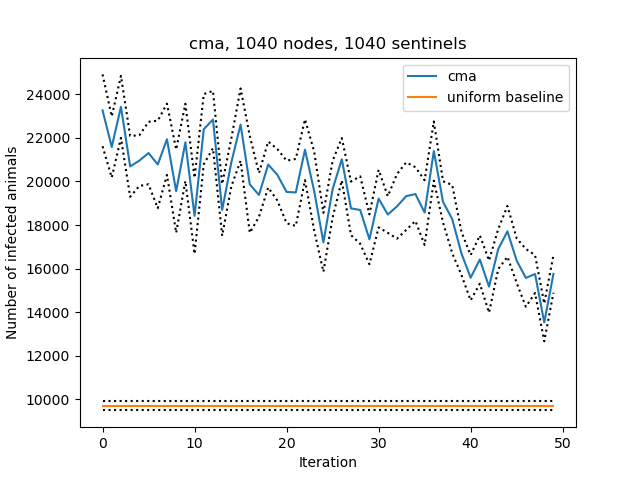 cma, 1040 nodes, 1040 sentinels
cma
uniform baseline
24000
22000
20000
18000
16000
14000
12000
10000
Number of infected animals
0 10 20 30 40 50
Iteration